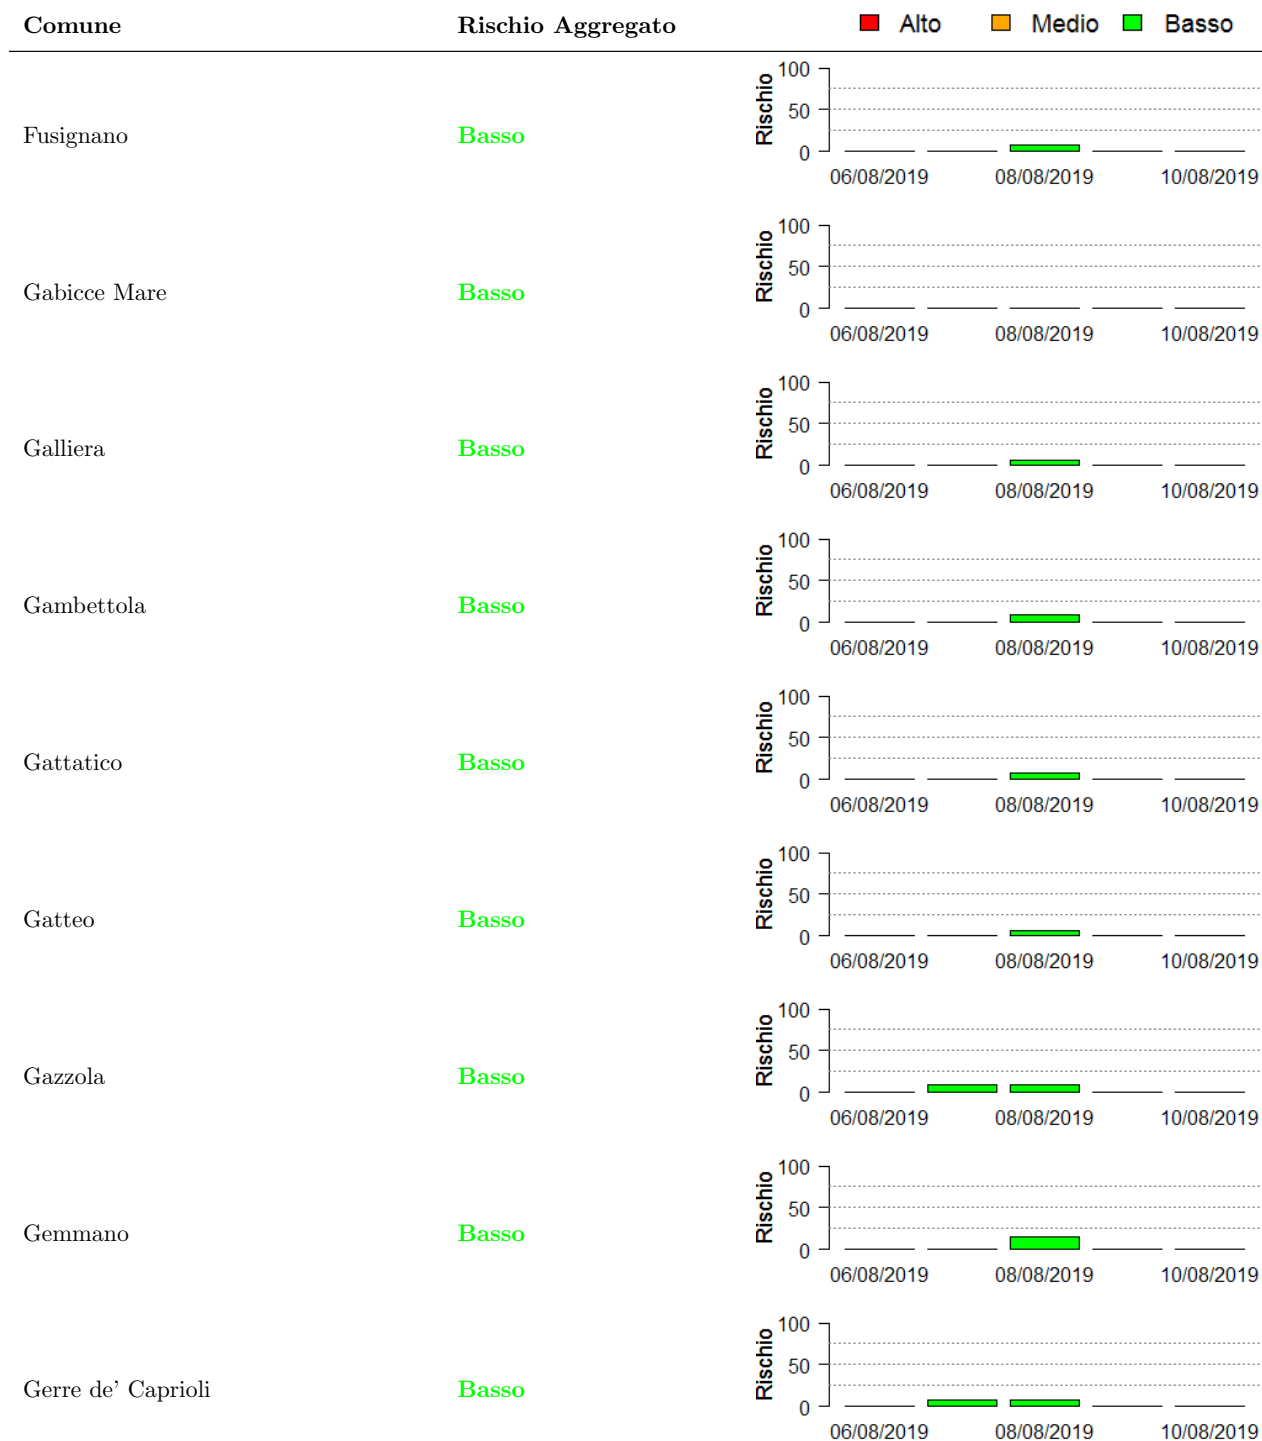 Comune Rischio Aggregato Alto Medio Basso
100
Rischio
50
Fusignano Basso
0
06/08/2019 08/08/2019 10/08/2019
100
Rischio
50
Gabicce Mare Basso
0
06/08/2019 08/08/2019 10/08/2019
100
Rischio
50
Galliera Basso
0
06/08/2019 08/08/2019 10/08/2019
100
Rischio
50
Gambettola Basso
0
06/08/2019 08/08/2019 10/08/2019
100
Rischio
50
Gattatico Basso
0
06/08/2019 08/08/2019 10/08/2019
100
Rischio
50
Gatteo Basso
0
06/08/2019 08/08/2019 10/08/2019
100
Rischio
50
Gazzola Basso
0
06/08/2019 08/08/2019 10/08/2019
100
Rischio
50
Gemmano Basso
0
06/08/2019 08/08/2019 10/08/2019
100
Rischio
50
Gerre de' Caprioli Basso
0
06/08/2019 08/08/2019 10/08/2019